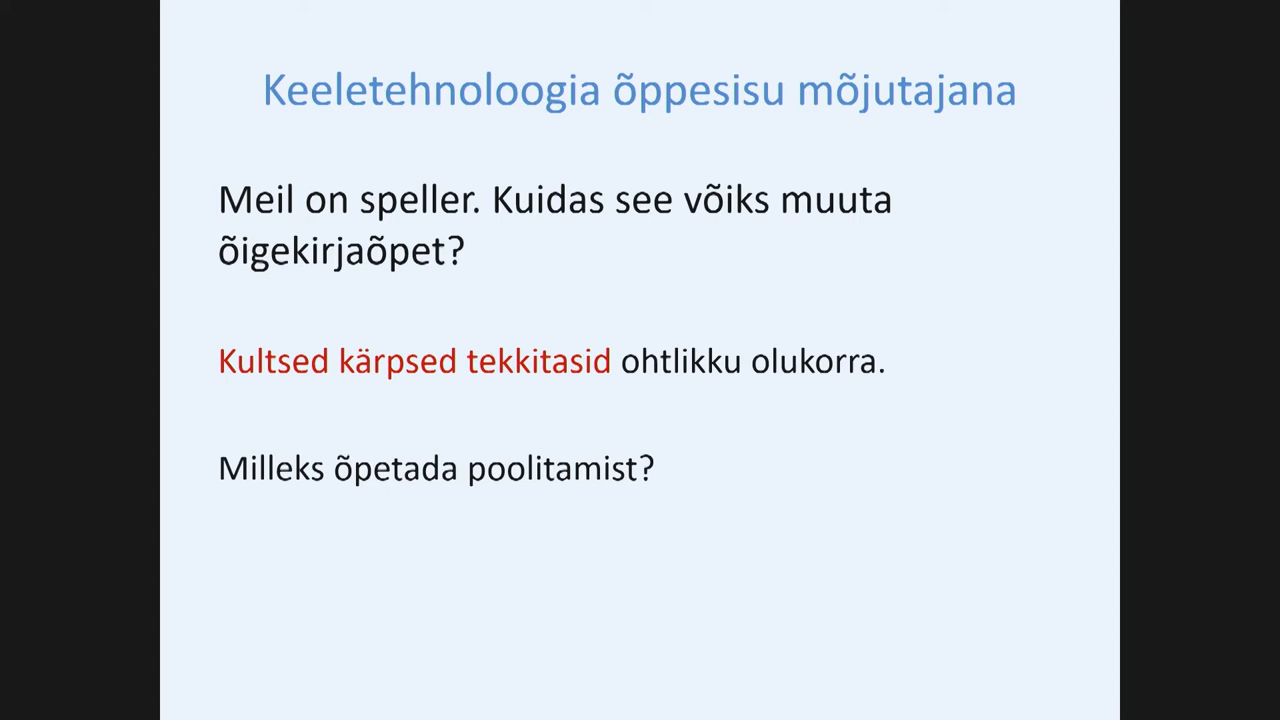 Keeletehnoloogia õppesisu mõjutajana
Meil on speller. Kuidas see võiks muuta
õigekirjaõpet?
Kultsed kärpsed tekkitasid ohtlikku olukorra.
Milleks õpetada poolitamist?